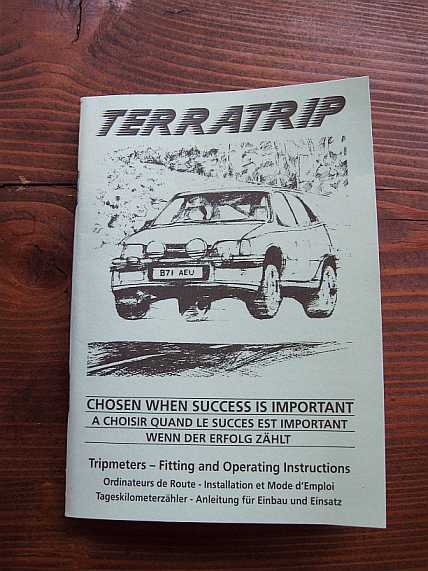 TERRATRIP
B71 AEU
CHOSEN WHEN SUCCESS IS IMPORTANT
A CHOISIR QUAND LE SUCCES EST IMPORTANT
WENN DER ERFOLG ZÄHLT
Tripmeters – Fitting and Operating Instructions
Ordinateurs de Route - Installation et Mode d'Emploi
Tageskilometerzähler - Anleitung für Einbau und Einsatz